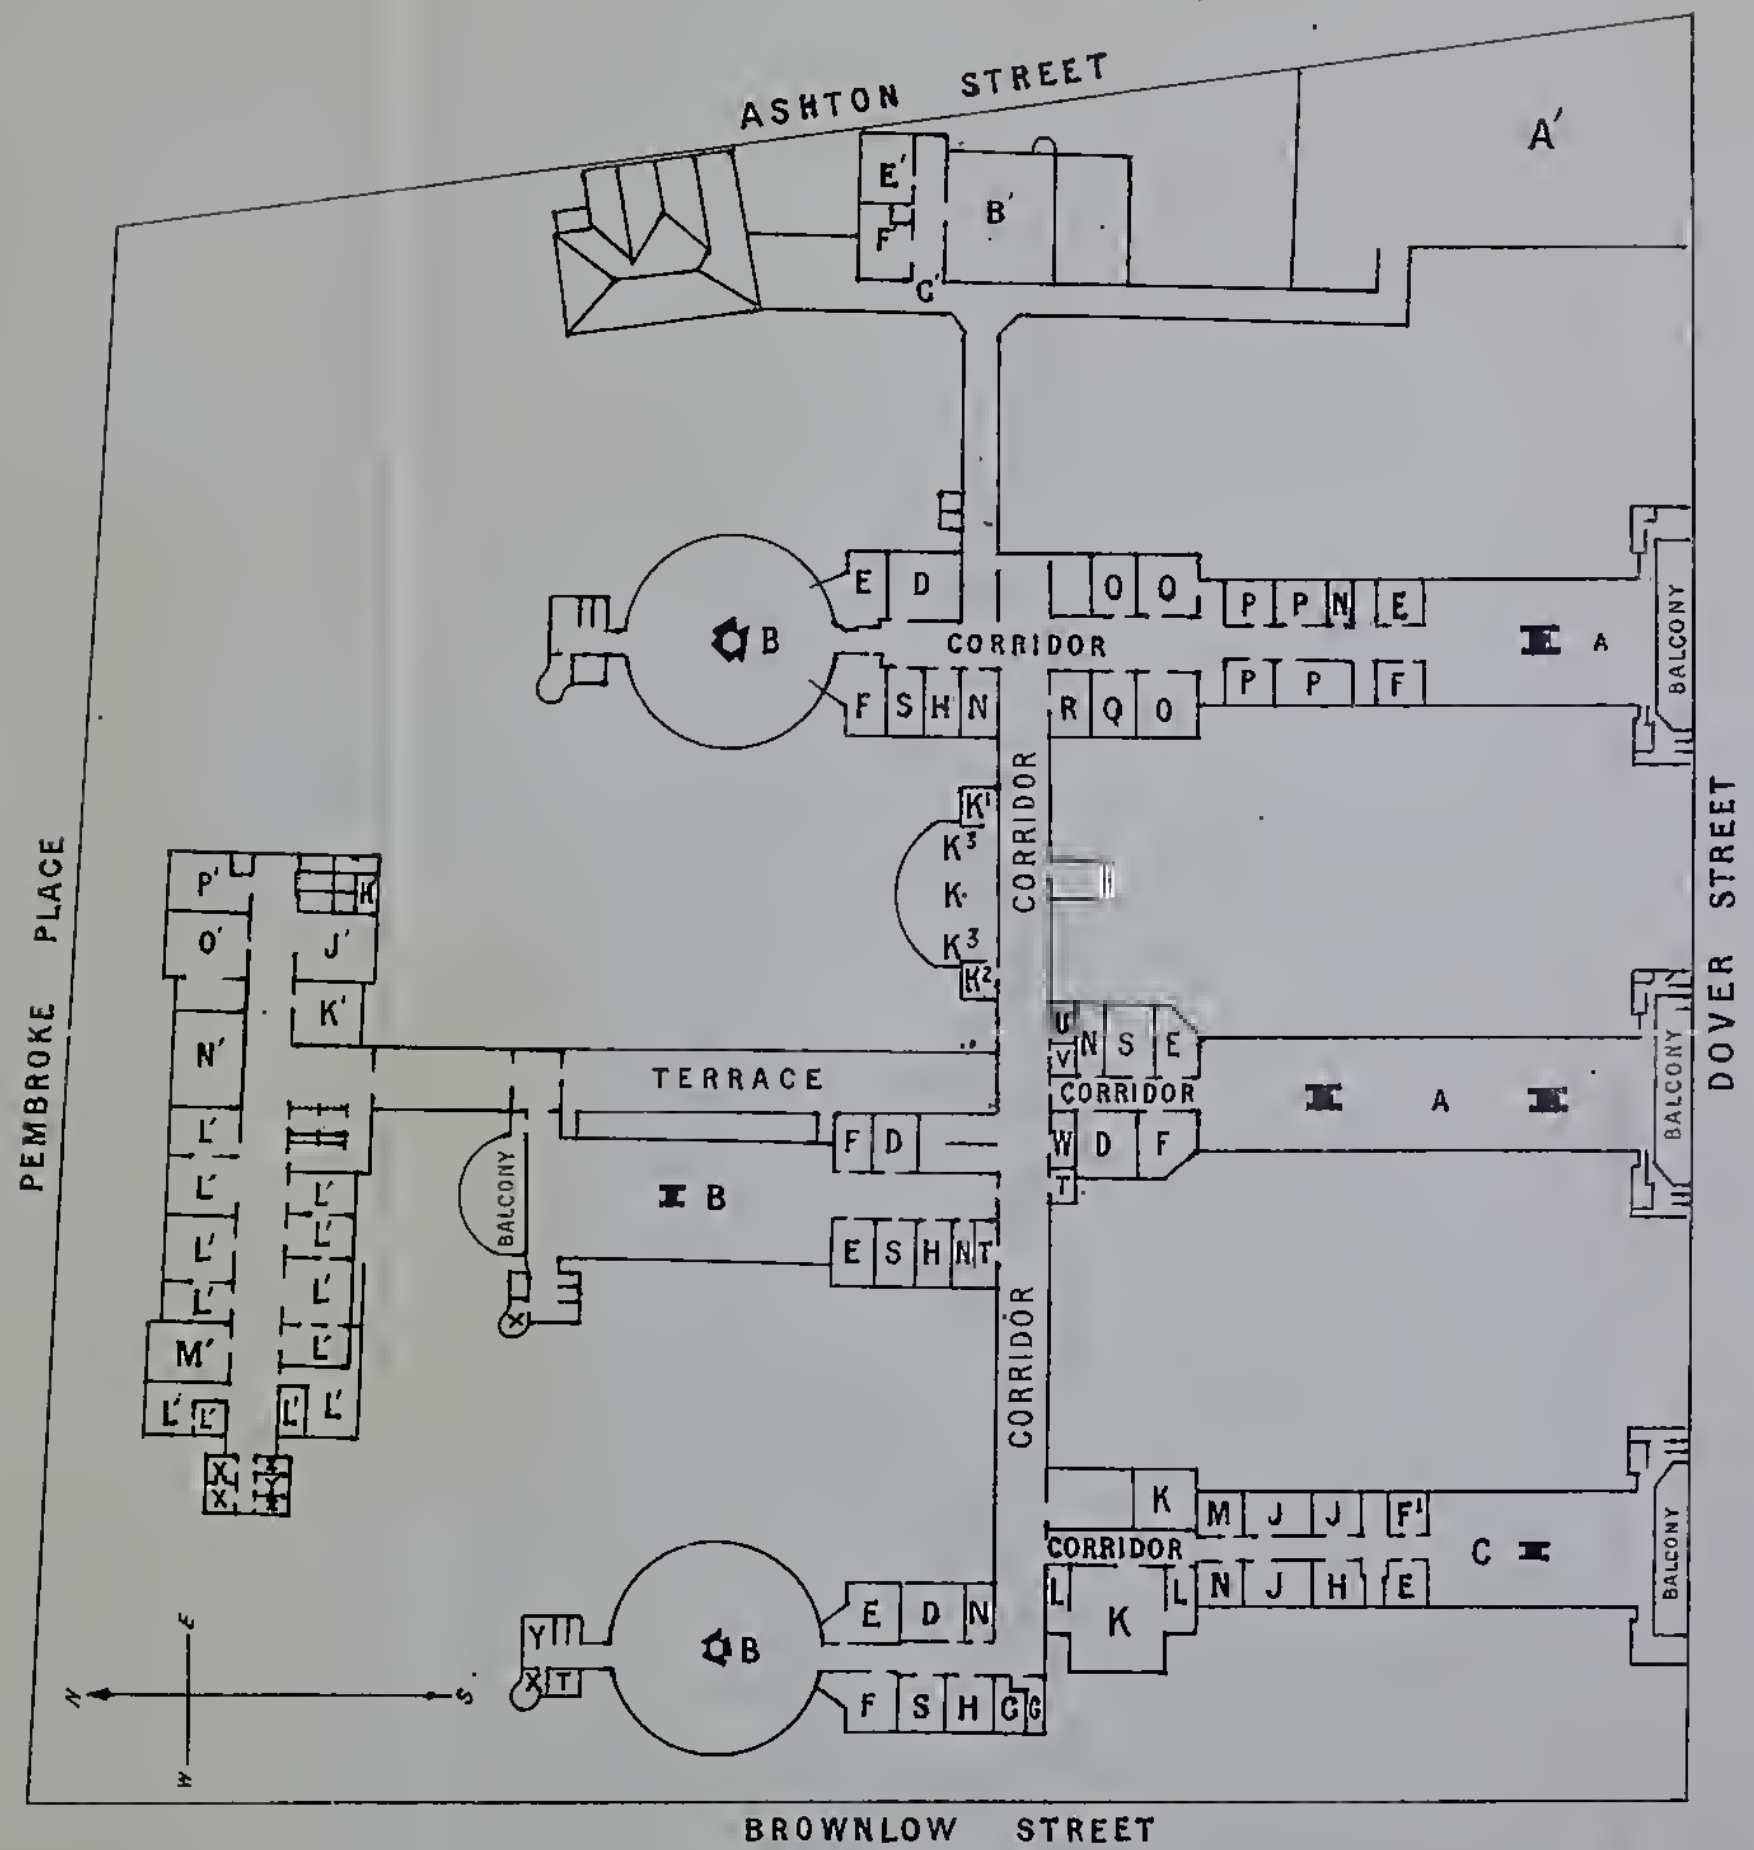 ASHTON STREET
A′
E′
B′
F′
C′
E D
O O
P P N E
B
CORRIDOR
A
BALCONY
F S H N
R Q O
P P F
CORRIDOR
K¹
K³
K
K³
K²
PEMBROKE PLACE
DOVER STREET
P′
H′
O′
J′
K′
N′
U
V
N S E
TERRACE
CORRIDOR
A
BALCONY
W D F
T
F D
L′
L′
L′
L′
L′
L′
L′
L′
BALCONY
B
E S H N T
X
M′
L′ L′
L′ L′
X
X
Y
CORRIDOR
K
M J J F¹
CORRIDOR
C
BALCONY
L L
K
N J H E
E D N
Y
B
X T
F S H G G
N
E
S
W
BROWNLOW STREET